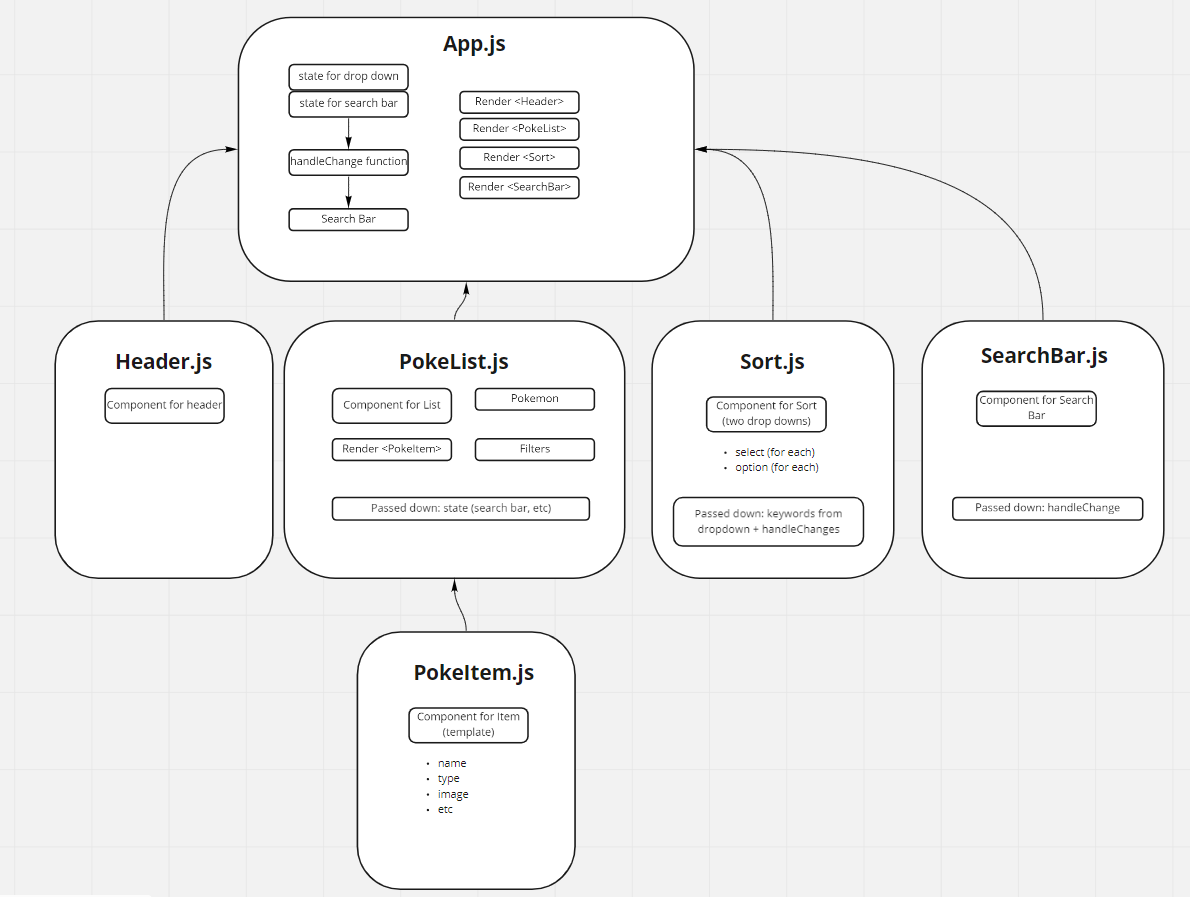 App.js
state for drop down
state for search bar
handleChange function
Search Bar
Render <Header>
Render <PokeList>
Render <Sort>
Render <SearchBar>
Header.js
Component for header
PokeList.js
Component for List
Pokemon
Render <PokeItem>
Filters
Passed down: state (search bar, etc)
Sort.js
Component for Sort
(two drop downs)
• select (for each)
• option (for each)
Passed down: keywords from
dropdown + handleChanges
SearchBar.js
Component for Search
Bar
Passed down: handleChange
PokeItem.js
Component for Item
(template)
• name
• type
• image
• etc